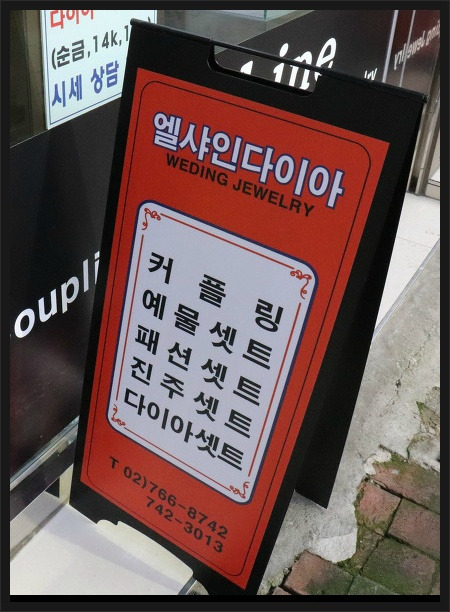 다이
(순금,14k,1
시세 상담
Line
oupli
엘샤인다이아
WEDING JEWELRY
커 플 링
예 물 셋 트
패 션 셋 트
진 주 셋 트
다이아셋트
T 02)766-8742
742-3013